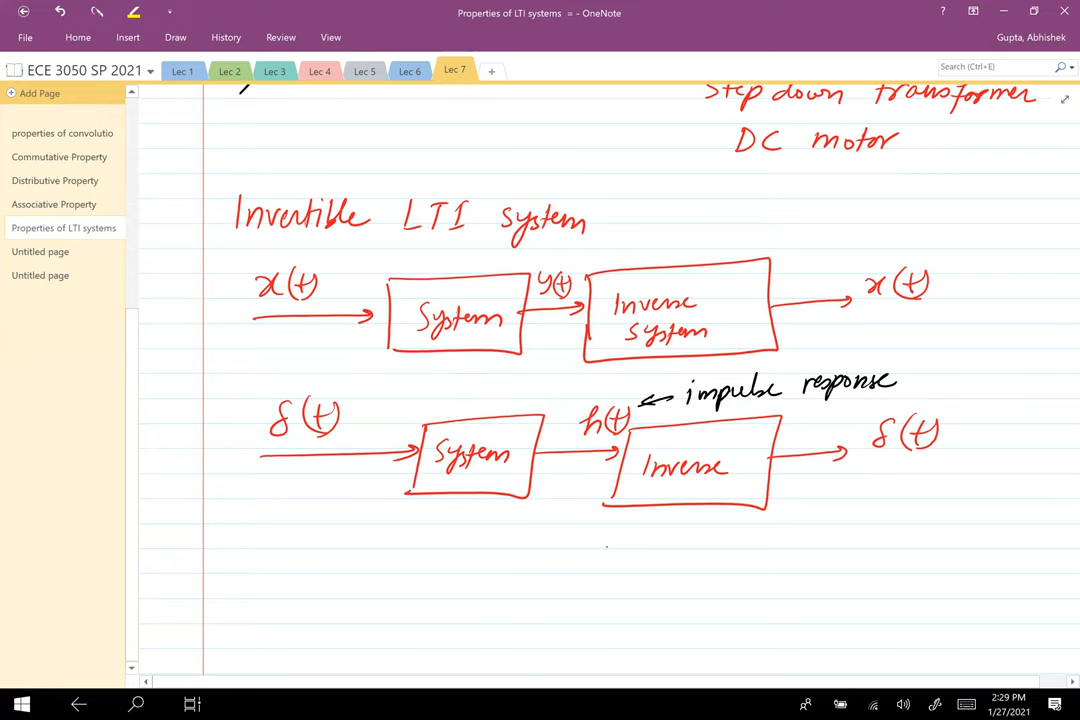 Properties of LTI systems = - OneNote
?
File
Home
Insert
Draw
History
Review
View
Gupta, Abhishek
ECE 3050 SP 2021
Lec 1
Lec 2
Lec 3
Lec 4
Lec 5
Lec 6
Lec 7
Search (Ctrl+E)
Add Page
properties of convolutio
Commutative Property
Distributive Property
Associative Property
Properties of LTI systems
Untitled page
Untitled page
Step down transformer
DC motor
Invertible LTI system
x(t)
System
y(t)
Inverse
System
x(t)
impulse response
δ(t)
System
h(t)
Inverse
δ(t)
2:29 PM
1/27/2021